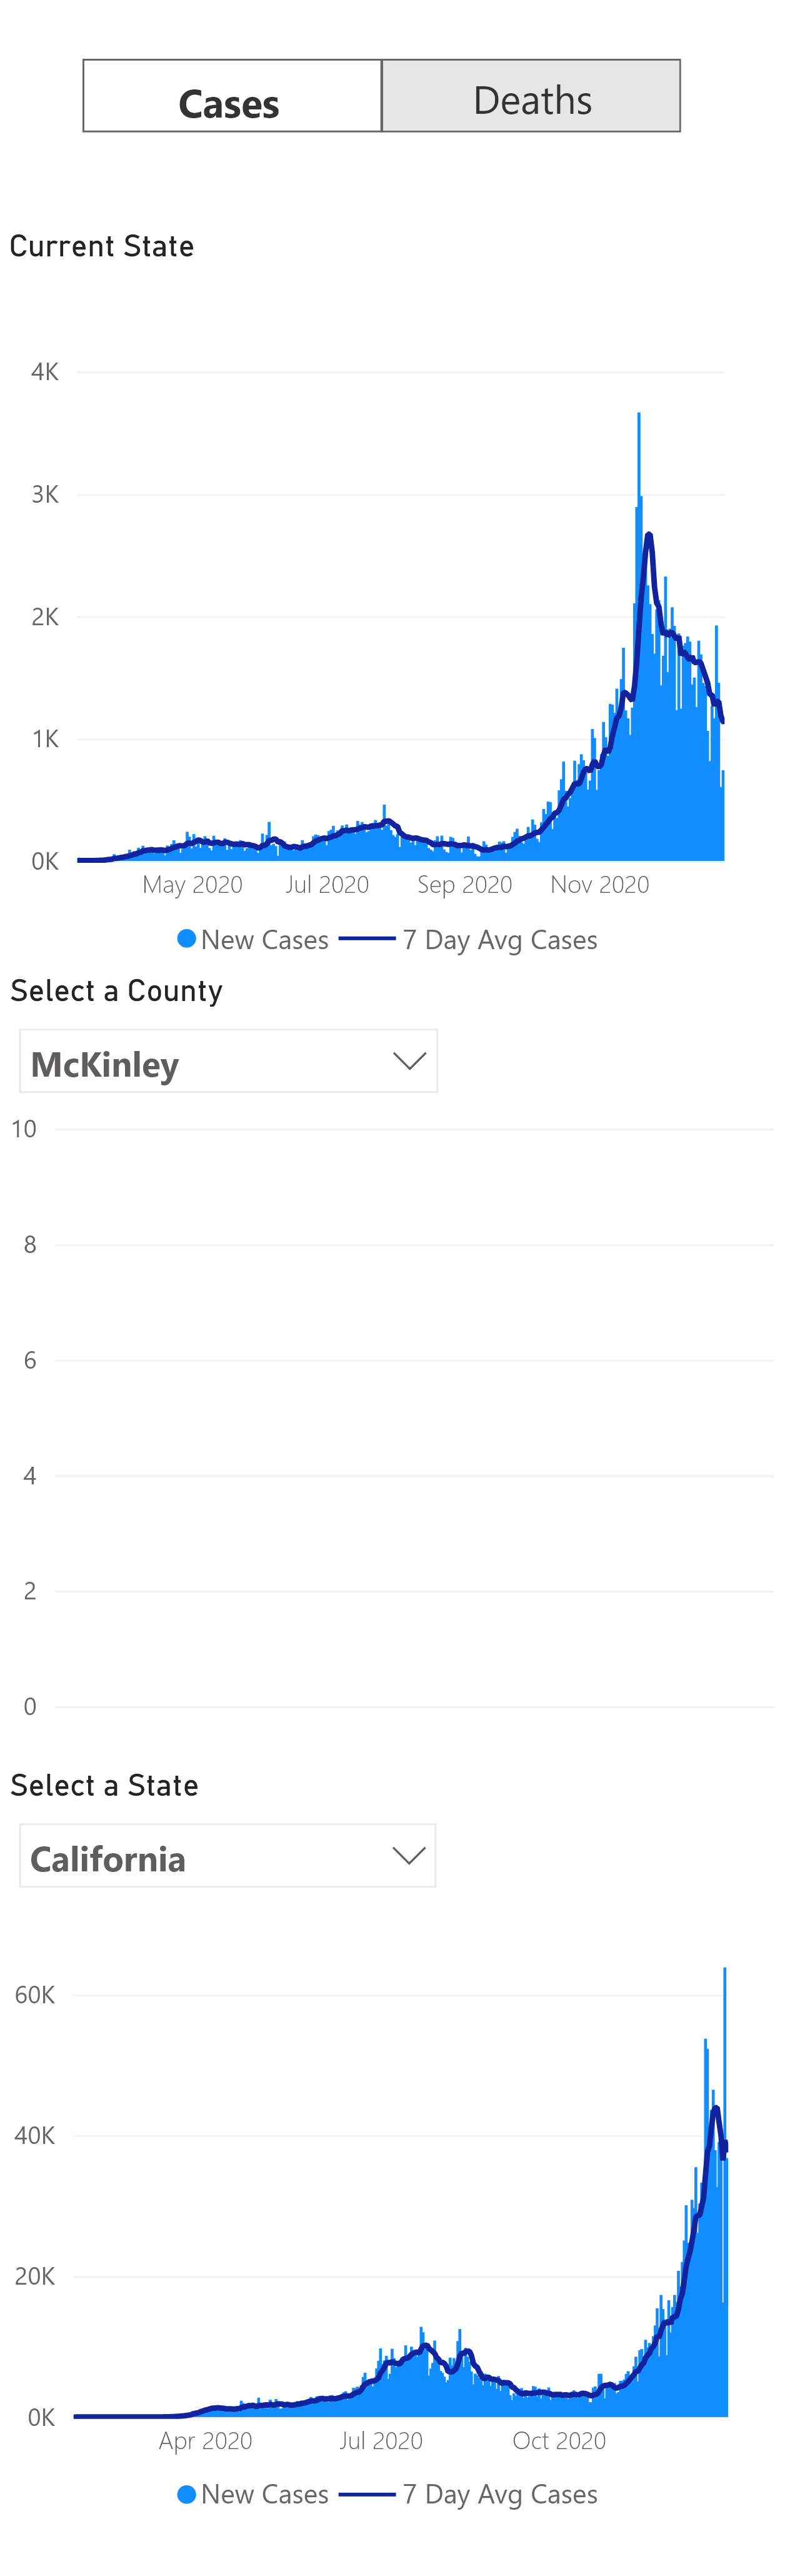 Cases Deaths
Current State
4K
3K
2K
1K
0K
May 2020 Jul 2020 Sep 2020 Nov 2020
New Cases 7 Day Avg Cases
Select a County
McKinley
10
8
6
4
2
0
Select a State
California
60K
40K
20K
0K
Apr 2020 Jul 2020 Oct 2020
New Cases 7 Day Avg Cases